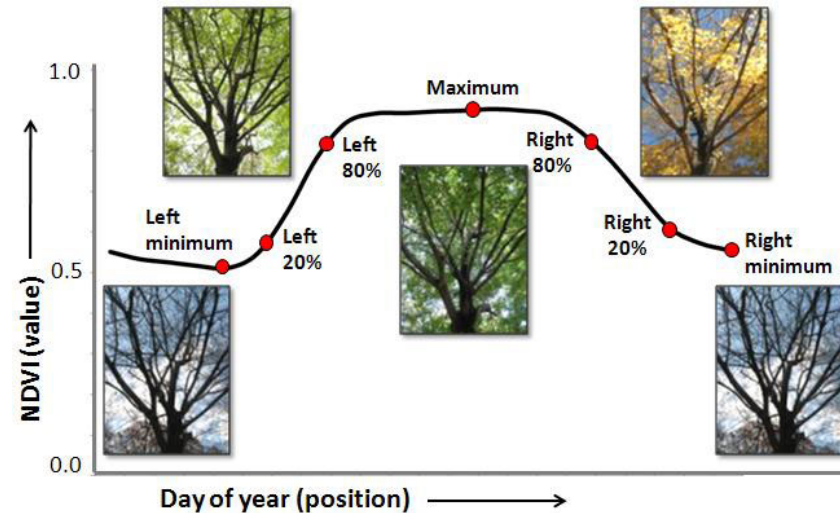 1.0
Maximum
Left
80%
Right
80%
Left
minimum
Left
20%
Right
20%
Right
minimum
0.5
0.0
NDVI (value)
Day of year (position)